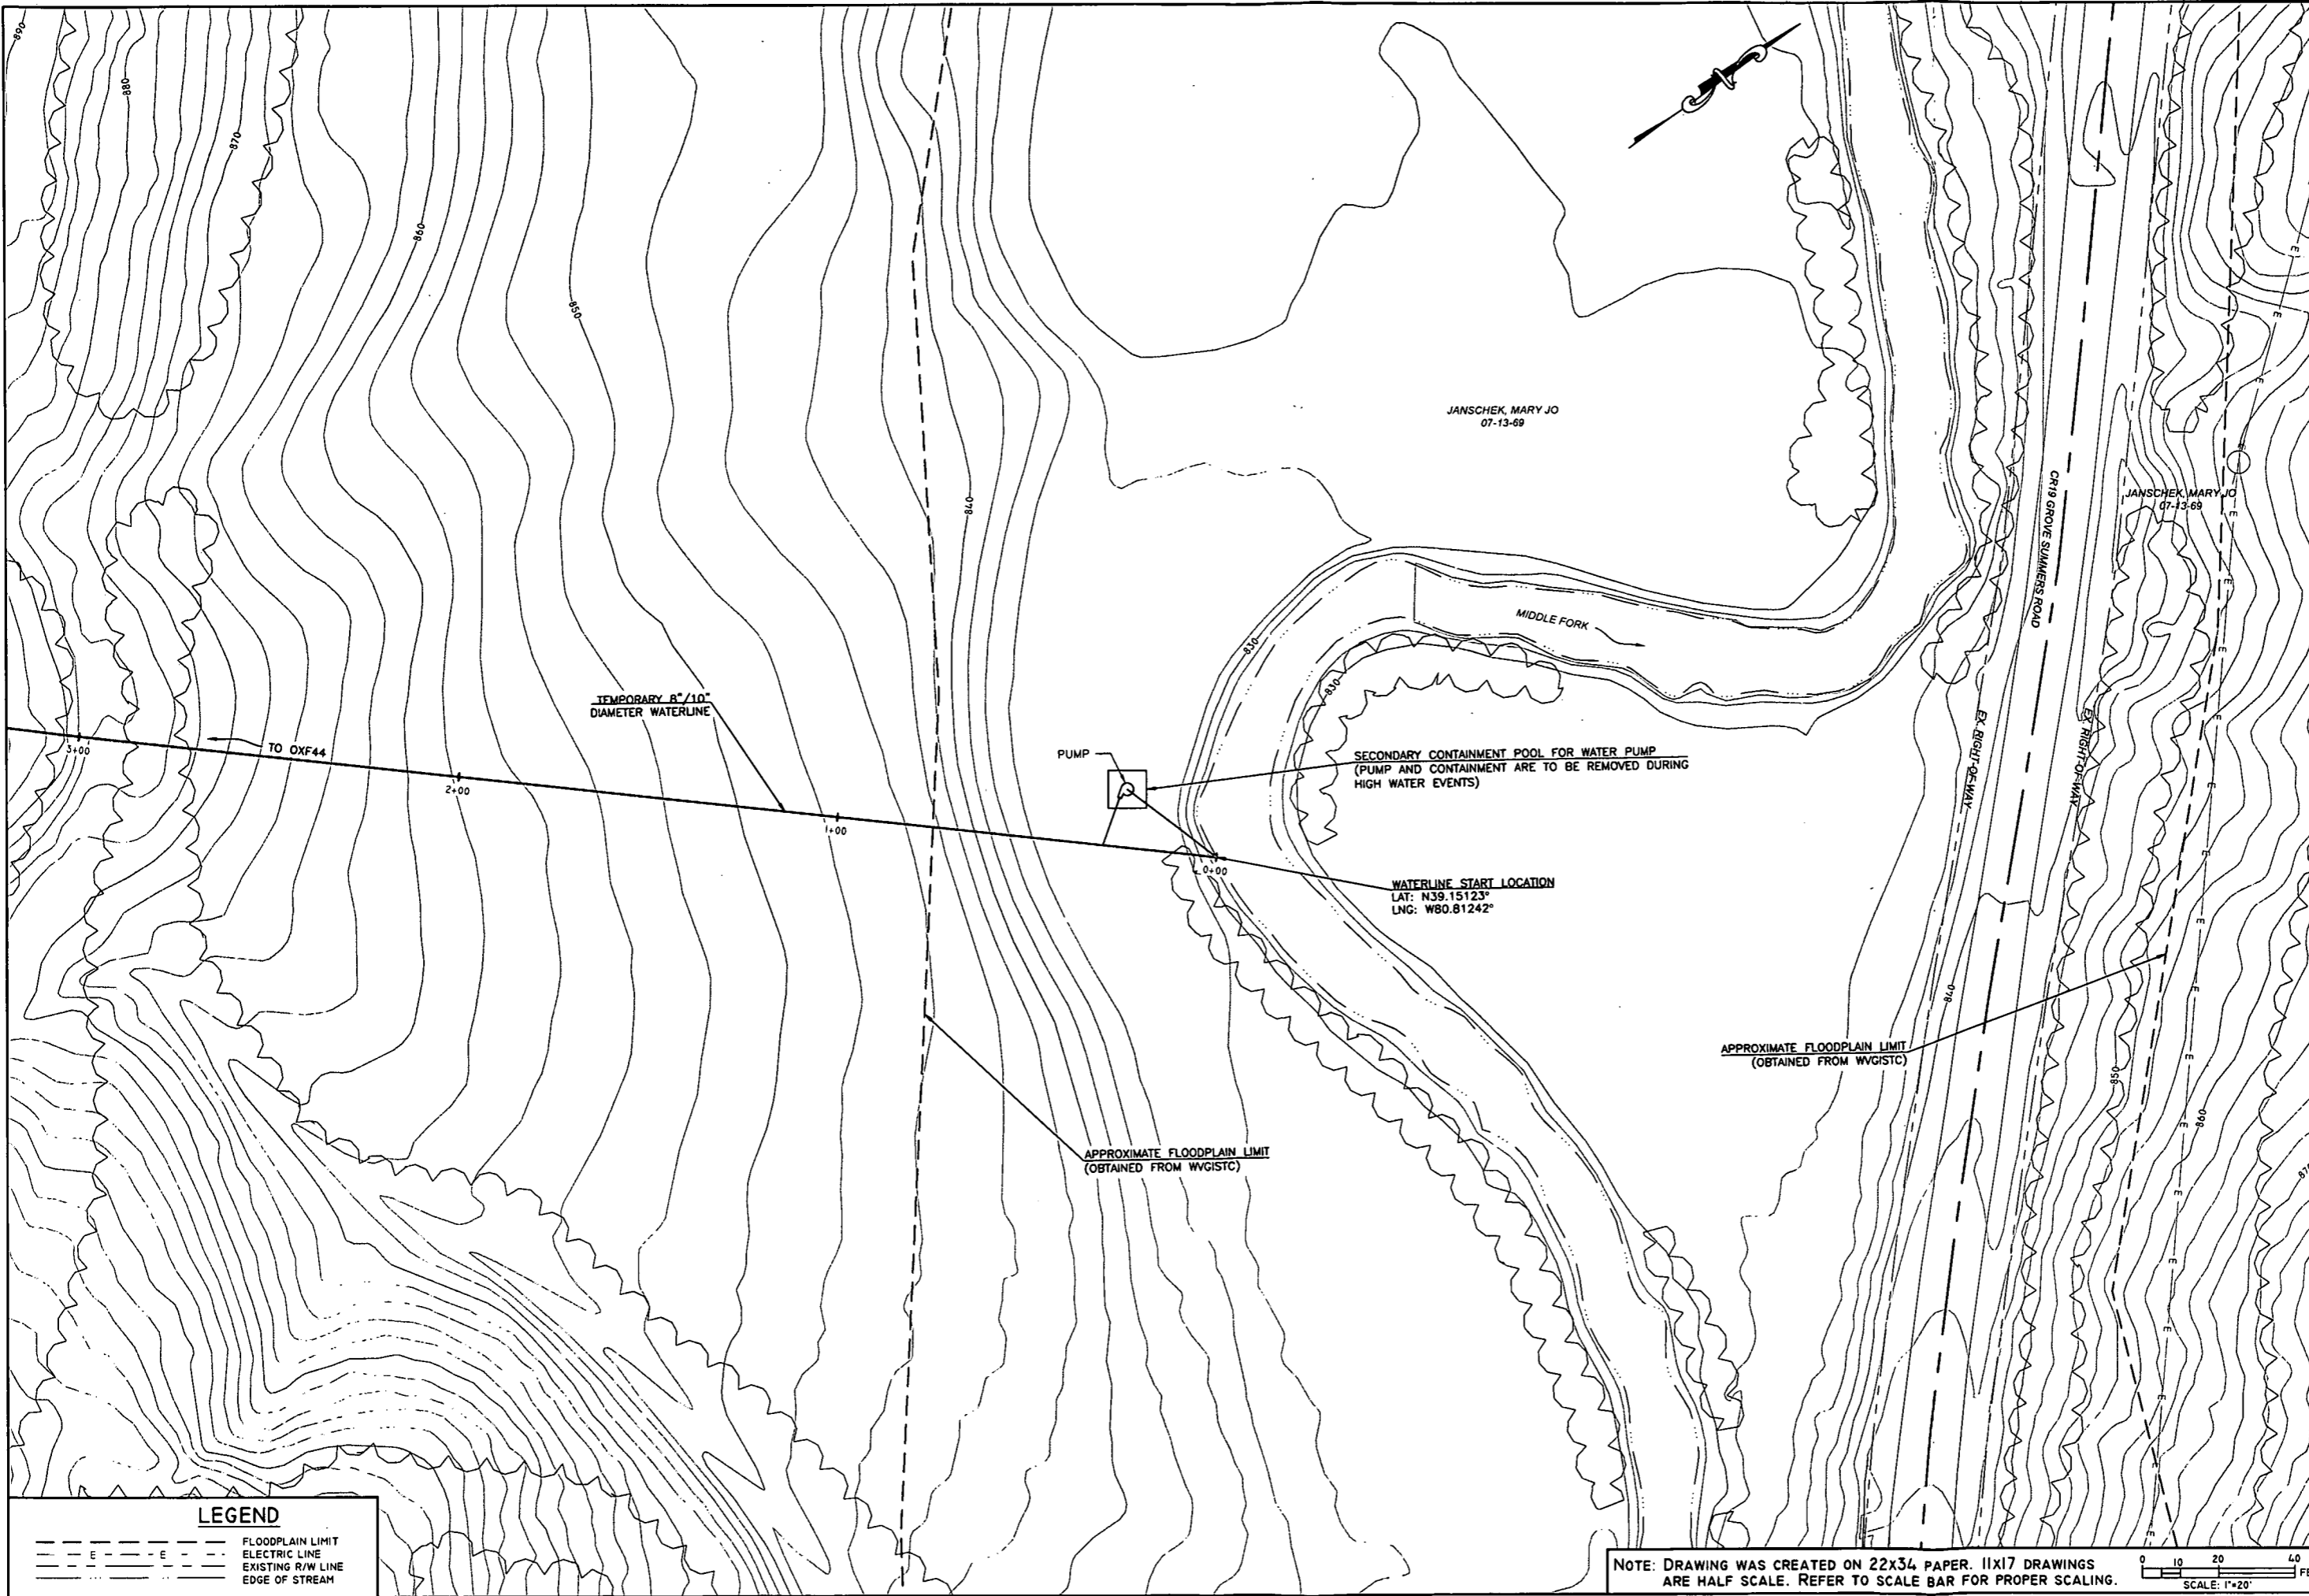 890
880
870
860
850
840
JANSCHEK, MARY JO
07-13-69
JANSCHEK, MARY JO
07-13-69
CR19 GROVE SUMMERS ROAD
MIDDLE FORK
830
830
TEMPORARY 8"/10"
DIAMETER WATERLINE
3+00
TO OXF44
2+00
1+00
0+00
PUMP
SECONDARY CONTAINMENT POOL FOR WATER PUMP
(PUMP AND CONTAINMENT ARE TO BE REMOVED DURING
HIGH WATER EVENTS)
EX. RIGHT-OF-WAY
EX. RIGHT-OF-WAY
WATERLINE START LOCATION
LAT: N39.15123°
LNG: W80.81242°
840
APPROXIMATE FLOODPLAIN LIMIT
(OBTAINED FROM WVGISTC)
850
860
APPROXIMATE FLOODPLAIN LIMIT
(OBTAINED FROM WVGISTC)
E E E E E E E E E E E E E E E E
LEGEND
FLOODPLAIN LIMIT
E E ELECTRIC LINE
EXISTING R/W LINE
EDGE OF STREAM
NOTE: DRAWING WAS CREATED ON 22X34 PAPER. 11X17 DRAWINGS
ARE HALF SCALE. REFER TO SCALE BAR FOR PROPER SCALING.
0 10 20 40
SCALE: 1"=20'